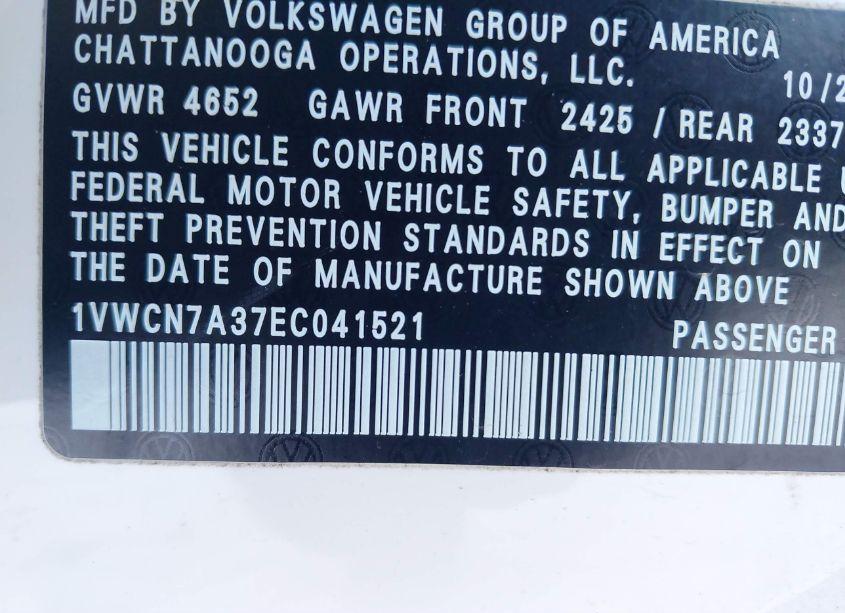 MFD BY VOLKSWAGEN GROUP OF AMERICA
CHATTANOOGA OPERATIONS, LLC.
10/2
GVWR 4652 GAWR FRONT 2425 / REAR 2337
THIS VEHICLE CONFORMS TO ALL APPLICABLE U
FEDERAL MOTOR VEHICLE SAFETY, BUMPER AND
THEFT PREVENTION STANDARDS IN EFFECT ON
THE DATE OF MANUFACTURE SHOWN ABOVE
1VWCN7A37EC041521 PASSENGER